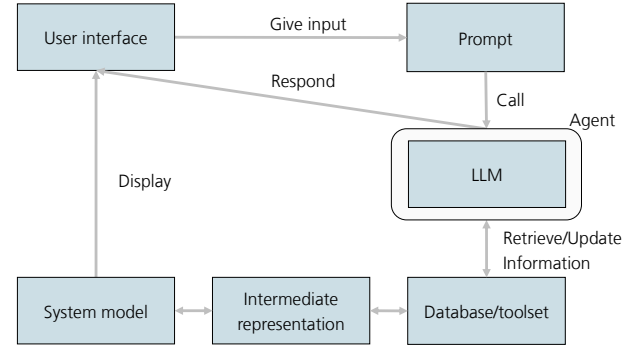 User interface
Give input
Prompt
Respond
Call
Agent
LLM
Display
Retrieve/Update
Information
System model
Intermediate
representation
Database/toolset